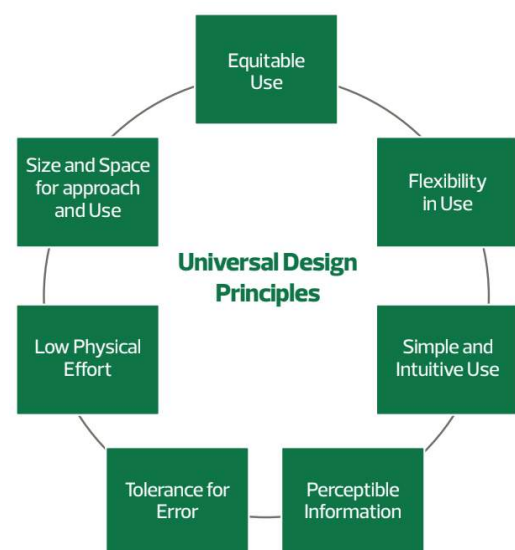 Equitable
Use
Flexibility
in Use
Simple and
Intuitive Use
Perceptible
Information
Tolerance for
Error
Low Physical
Effort
Size and Space
for approach
and Use
Universal Design
Principles